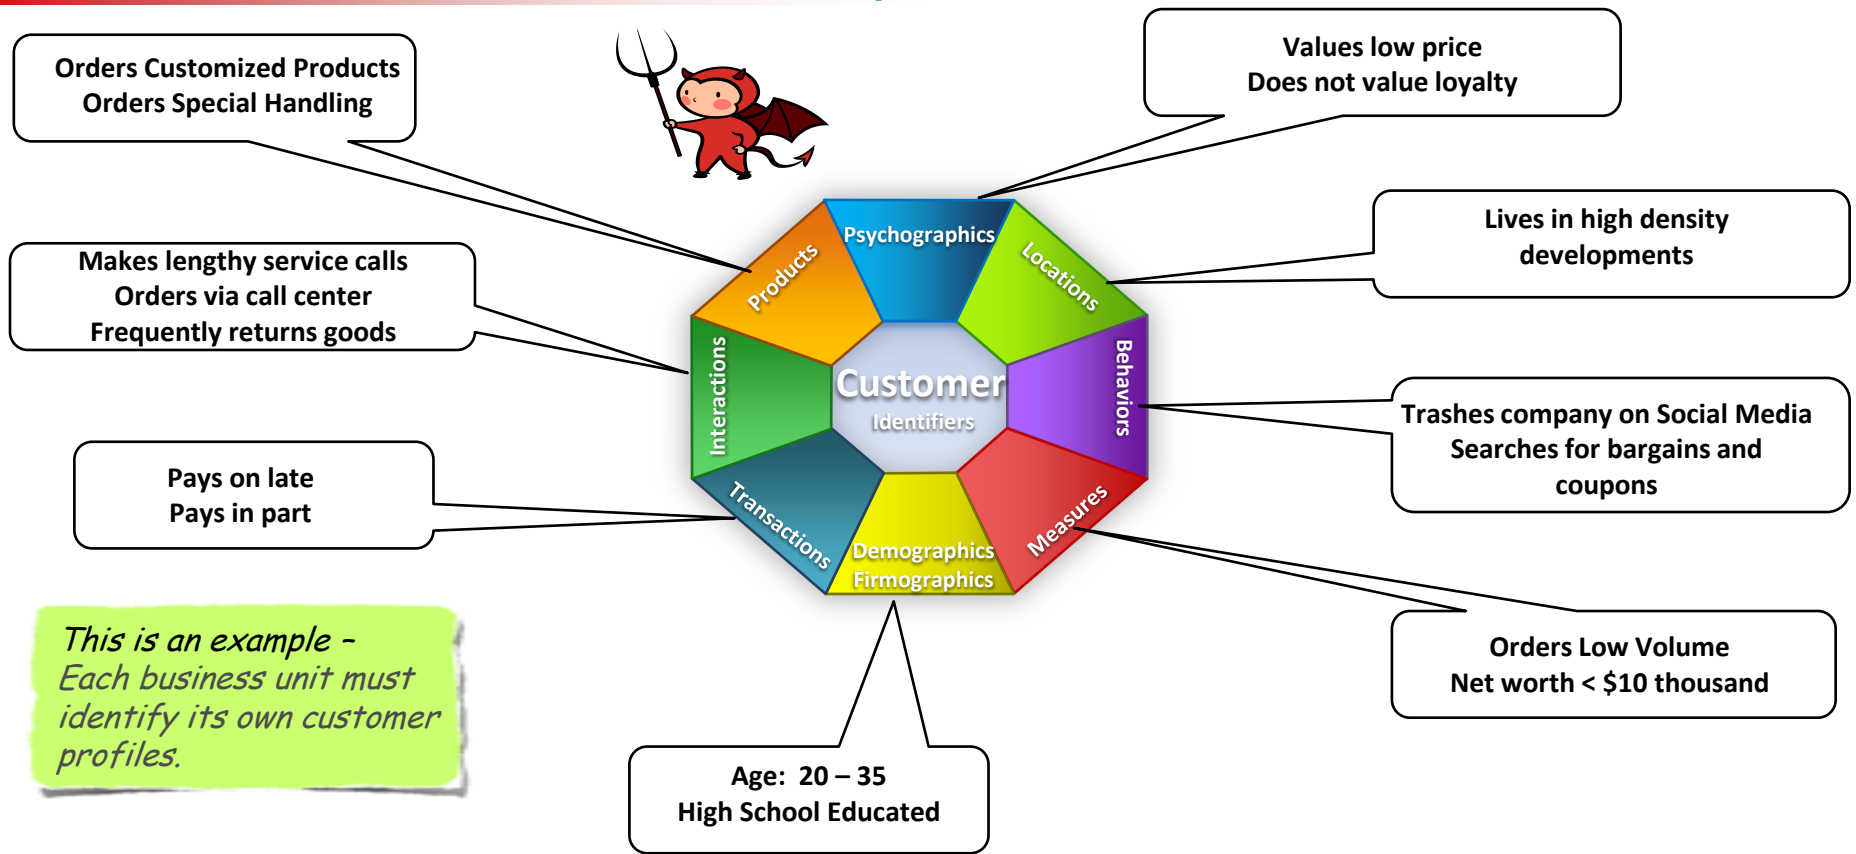 Orders Customized Products
Orders Special Handling
Values low price
Does not value loyalty
Makes lengthy service calls
Orders via call center
Frequently returns goods
Lives in high density
developments
Pays on late
Pays in part
Trashes company on Social Media
Searches for bargains and
coupons
Psychographics
Products
Locations
Interactions
Behaviors
Customer
Identifiers
Transactions
Measures
Demographics
Firmographics
Orders Low Volume
Net worth < $10 thousand
This is an example –
Each business unit must
identify its own customer
profiles.
Age:  20 – 35
High School Educated